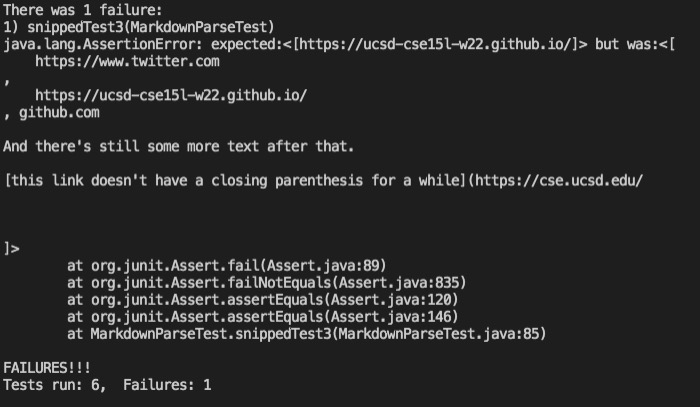 There was 1 failure:
1) snippedTest3(MarkdownParseTest)
java.lang.AssertionError: expected:<[https://ucsd-cse15l-w22.github.io/]> but was:<[
    https://www.twitter.com
,
    https://ucsd-cse15l-w22.github.io/
, github.com

And there's still some more text after that.

[this link doesn't have a closing parenthesis for a while](https://cse.ucsd.edu/



]>
        at org.junit.Assert.fail(Assert.java:89)
        at org.junit.Assert.failNotEquals(Assert.java:835)
        at org.junit.Assert.assertEquals(Assert.java:120)
        at org.junit.Assert.assertEquals(Assert.java:146)
        at MarkdownParseTest.snippedTest3(MarkdownParseTest.java:85)

FAILURES!!!
Tests run: 6,  Failures: 1